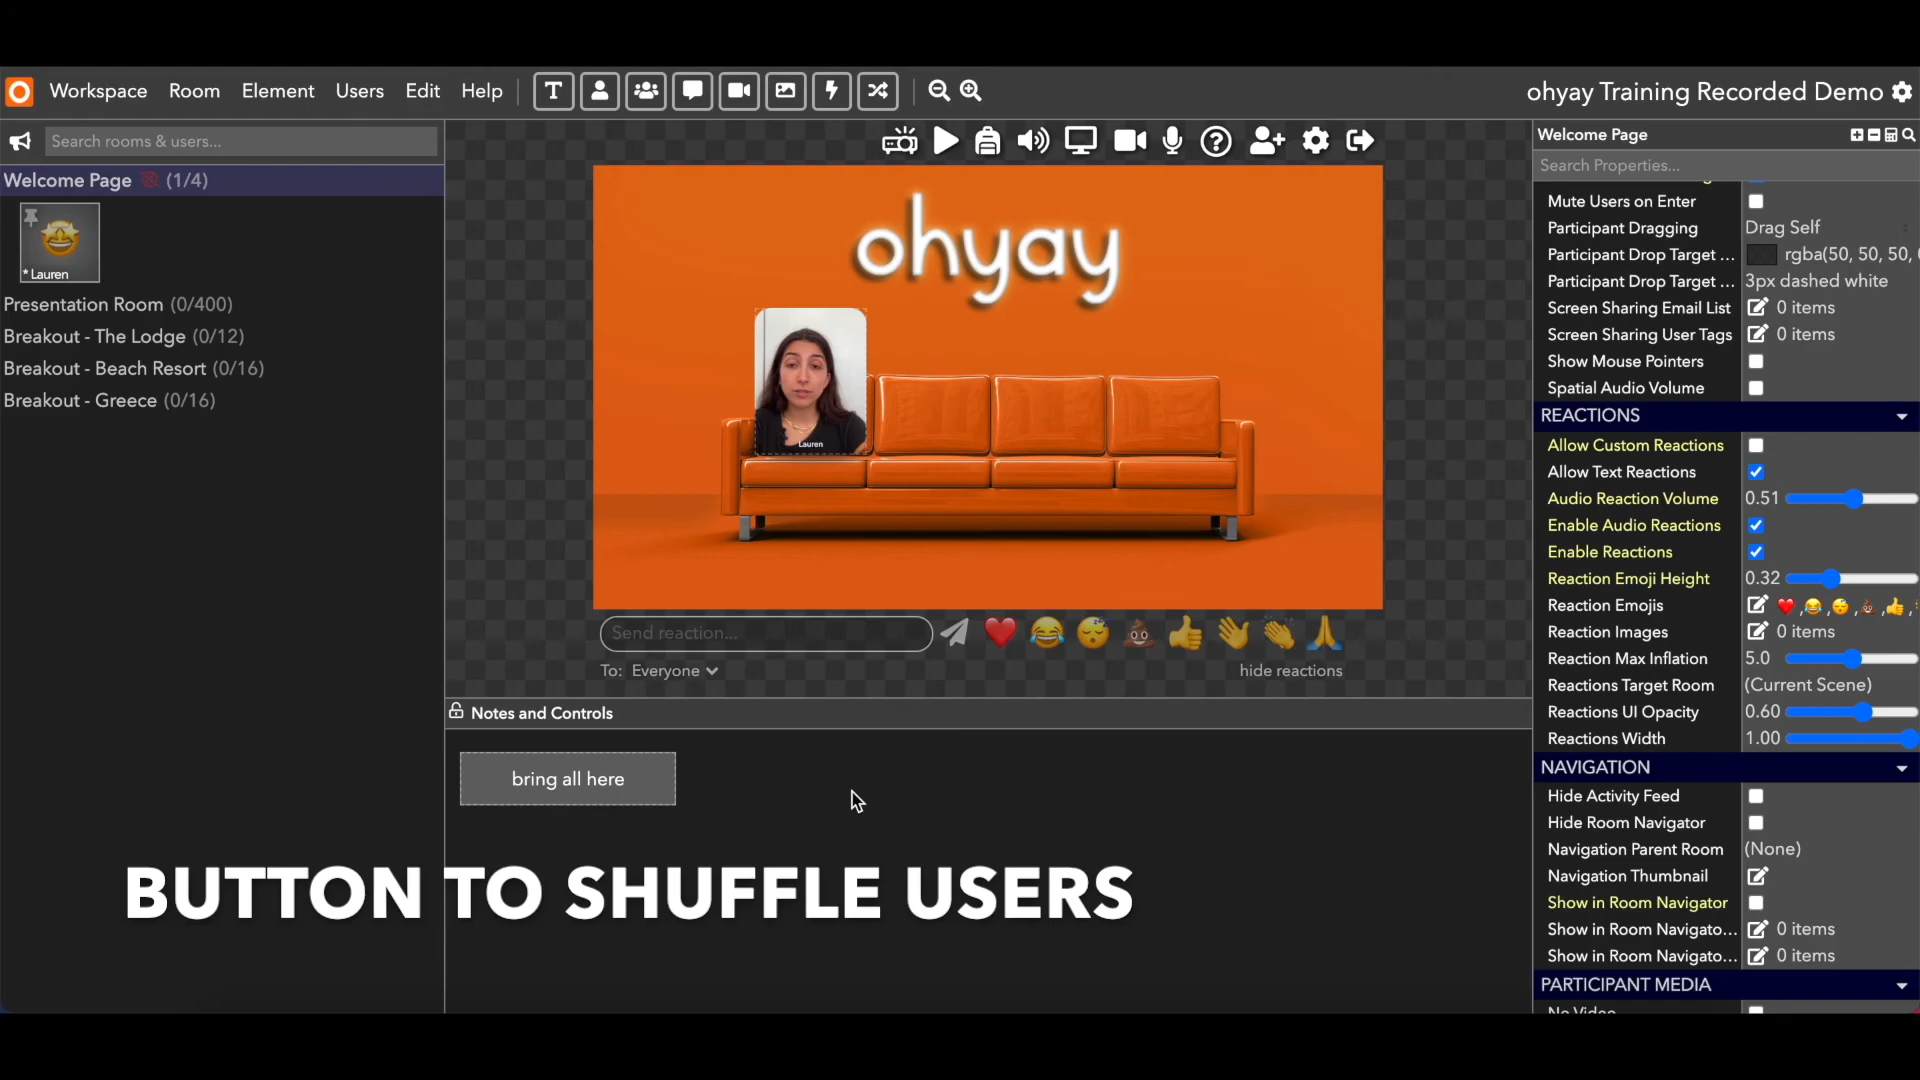 Workspace Room Element Users Edit Help
ohyay Training Recorded Demo
Search rooms & users...
Welcome Page (1/4)
* Lauren
Presentation Room (0/400)
Breakout - The Lodge (0/12)
Breakout - Beach Resort (0/16)
Breakout - Greece (0/16)
ohyay
Lauren
Send reaction...
To: Everyone
hide reactions
Notes and Controls
bring all here
BUTTON TO SHUFFLE USERS
Welcome Page
Search Properties...
Mute Users on Enter
Participant Dragging Drag Self
Participant Drop Target ... rgba(50, 50, 50,
Participant Drop Target ... 3px dashed white
Screen Sharing Email List 0 items
Screen Sharing User Tags 0 items
Show Mouse Pointers
Spatial Audio Volume
REACTIONS
Allow Custom Reactions
Allow Text Reactions
Audio Reaction Volume 0.51
Enable Audio Reactions
Enable Reactions
Reaction Emoji Height 0.32
Reaction Emojis
Reaction Images 0 items
Reaction Max Inflation 5.0
Reactions Target Room (Current Scene)
Reactions UI Opacity 0.60
Reactions Width 1.00
NAVIGATION
Hide Activity Feed
Hide Room Navigator
Navigation Parent Room (None)
Navigation Thumbnail
Show in Room Navigator
Show in Room Navigato... 0 items
Show in Room Navigato... 0 items
PARTICIPANT MEDIA